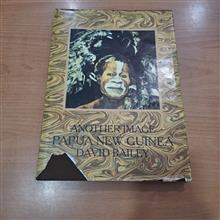 ANOTHER IMAGE
PAPUA NEW GUINEA
DAVID BAILEY